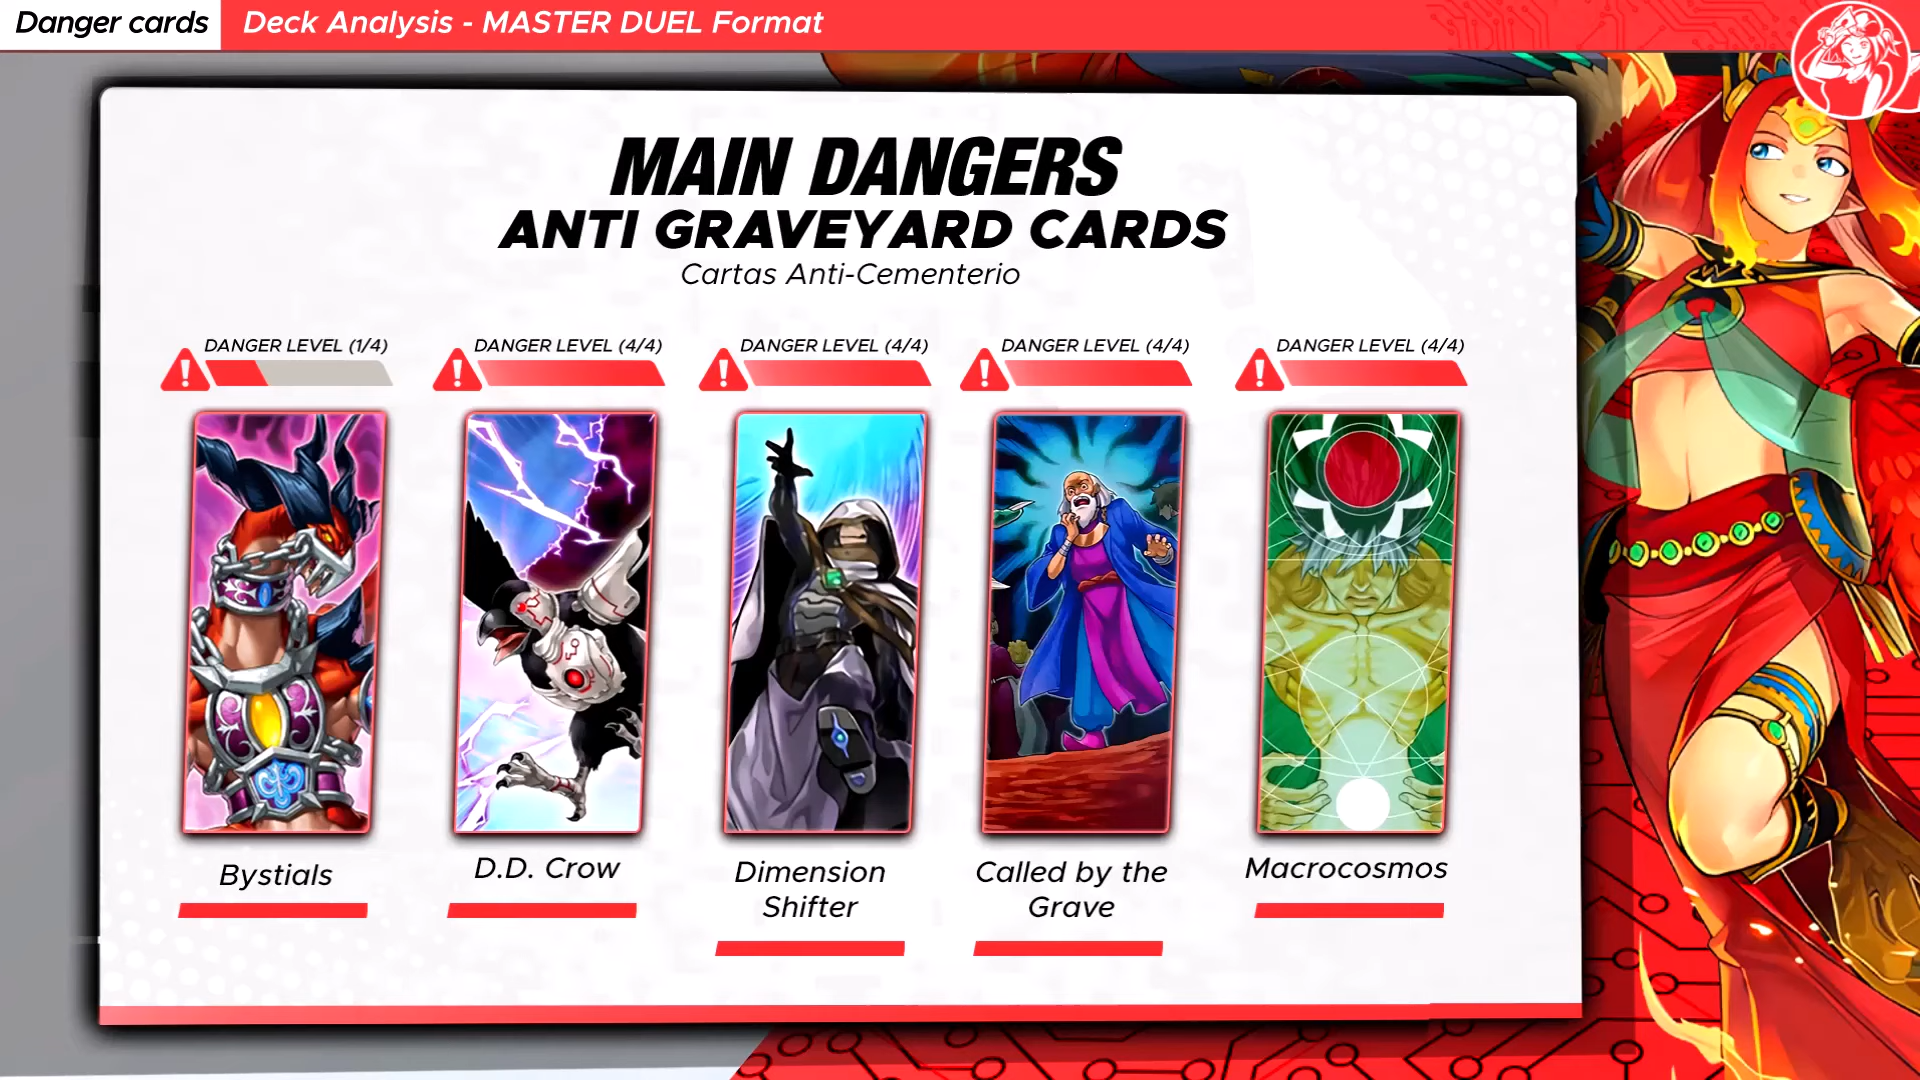 Danger cards
Deck Analysis - MASTER DUEL Format
MAIN DANGERS
ANTI GRAVEYARD CARDS
Cartas Anti-Cementerio
DANGER LEVEL (1/4)
DANGER LEVEL (4/4)
DANGER LEVEL (4/4)
DANGER LEVEL (4/4)
DANGER LEVEL (4/4)
Bystials
D.D. Crow
Dimension
Shifter
Called by the
Grave
Macrocosmos